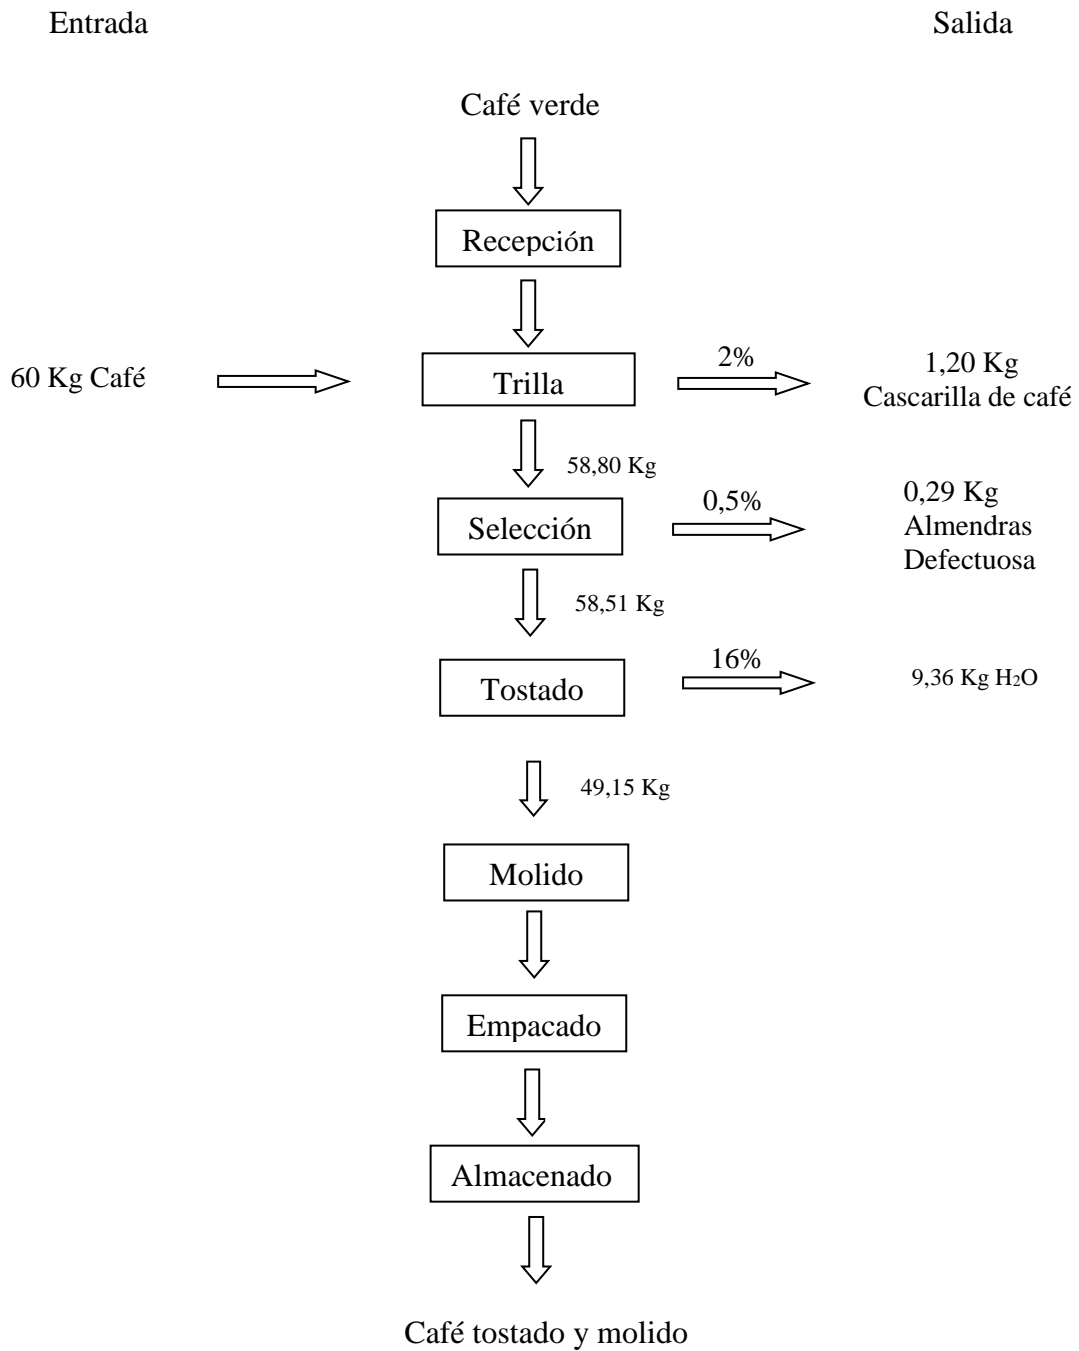 Entrada
Salida
Café verde
Recepción
60 Kg Café
Trilla
2%
1,20 Kg
Cascarilla de café
58,80 Kg
Selección
0,5%
0,29 Kg
Almendras
Defectuosa
58,51 Kg
Tostado
16%
9,36 Kg H₂O
49,15 Kg
Molido
Empacado
Almacenado
Café tostado y molido